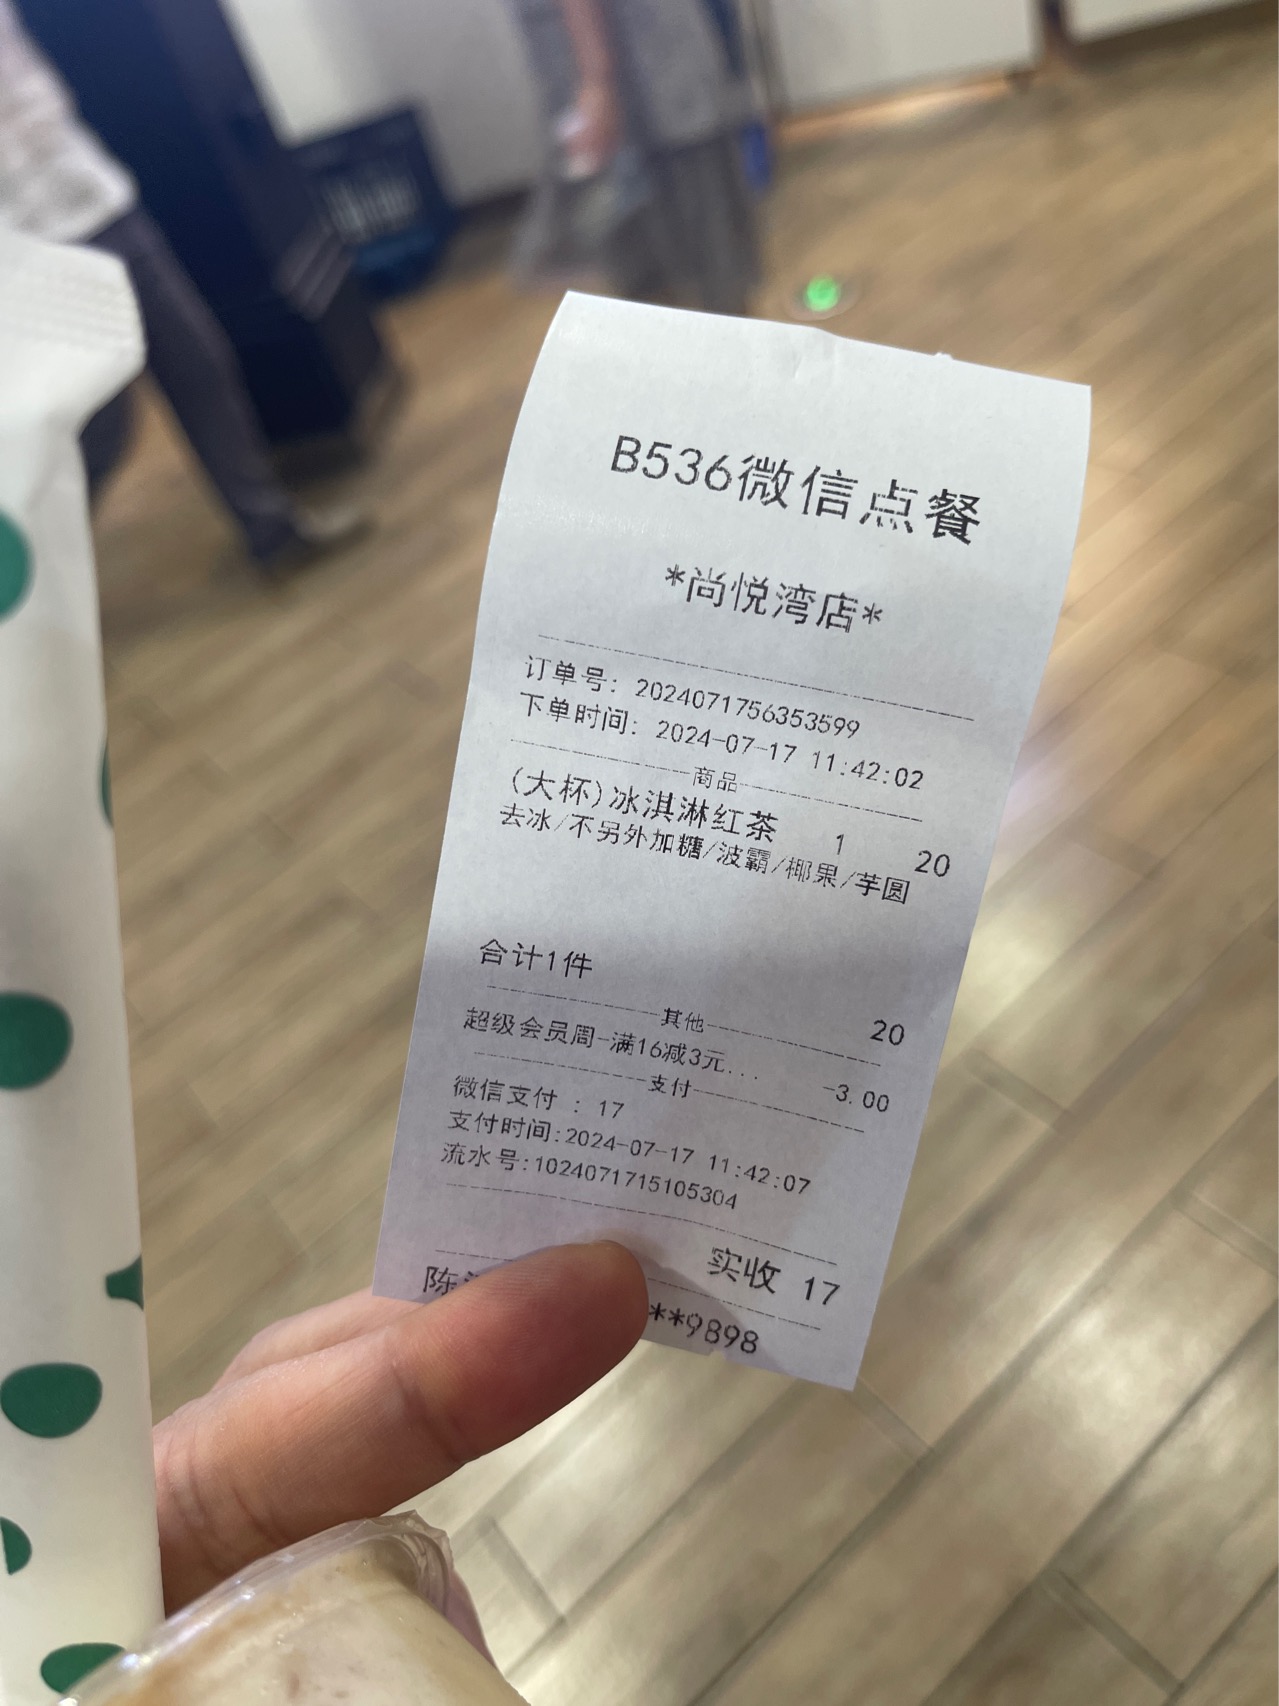 B536微信点餐
*尚悦湾店*
订单号: 2024071756353599
下单时间: 2024-07-17 11:42:02
商品
(大杯)冰淇淋红茶 1 20
去冰/不另外加糖/波霸/椰果/芋圆
合计1件 20
其他
超级会员周-满16减3元... -3.00
支付
微信支付 : 17
支付时间:2024-07-17 11:42:07
流水号:1024071715105304
实收 17
陈 **9898